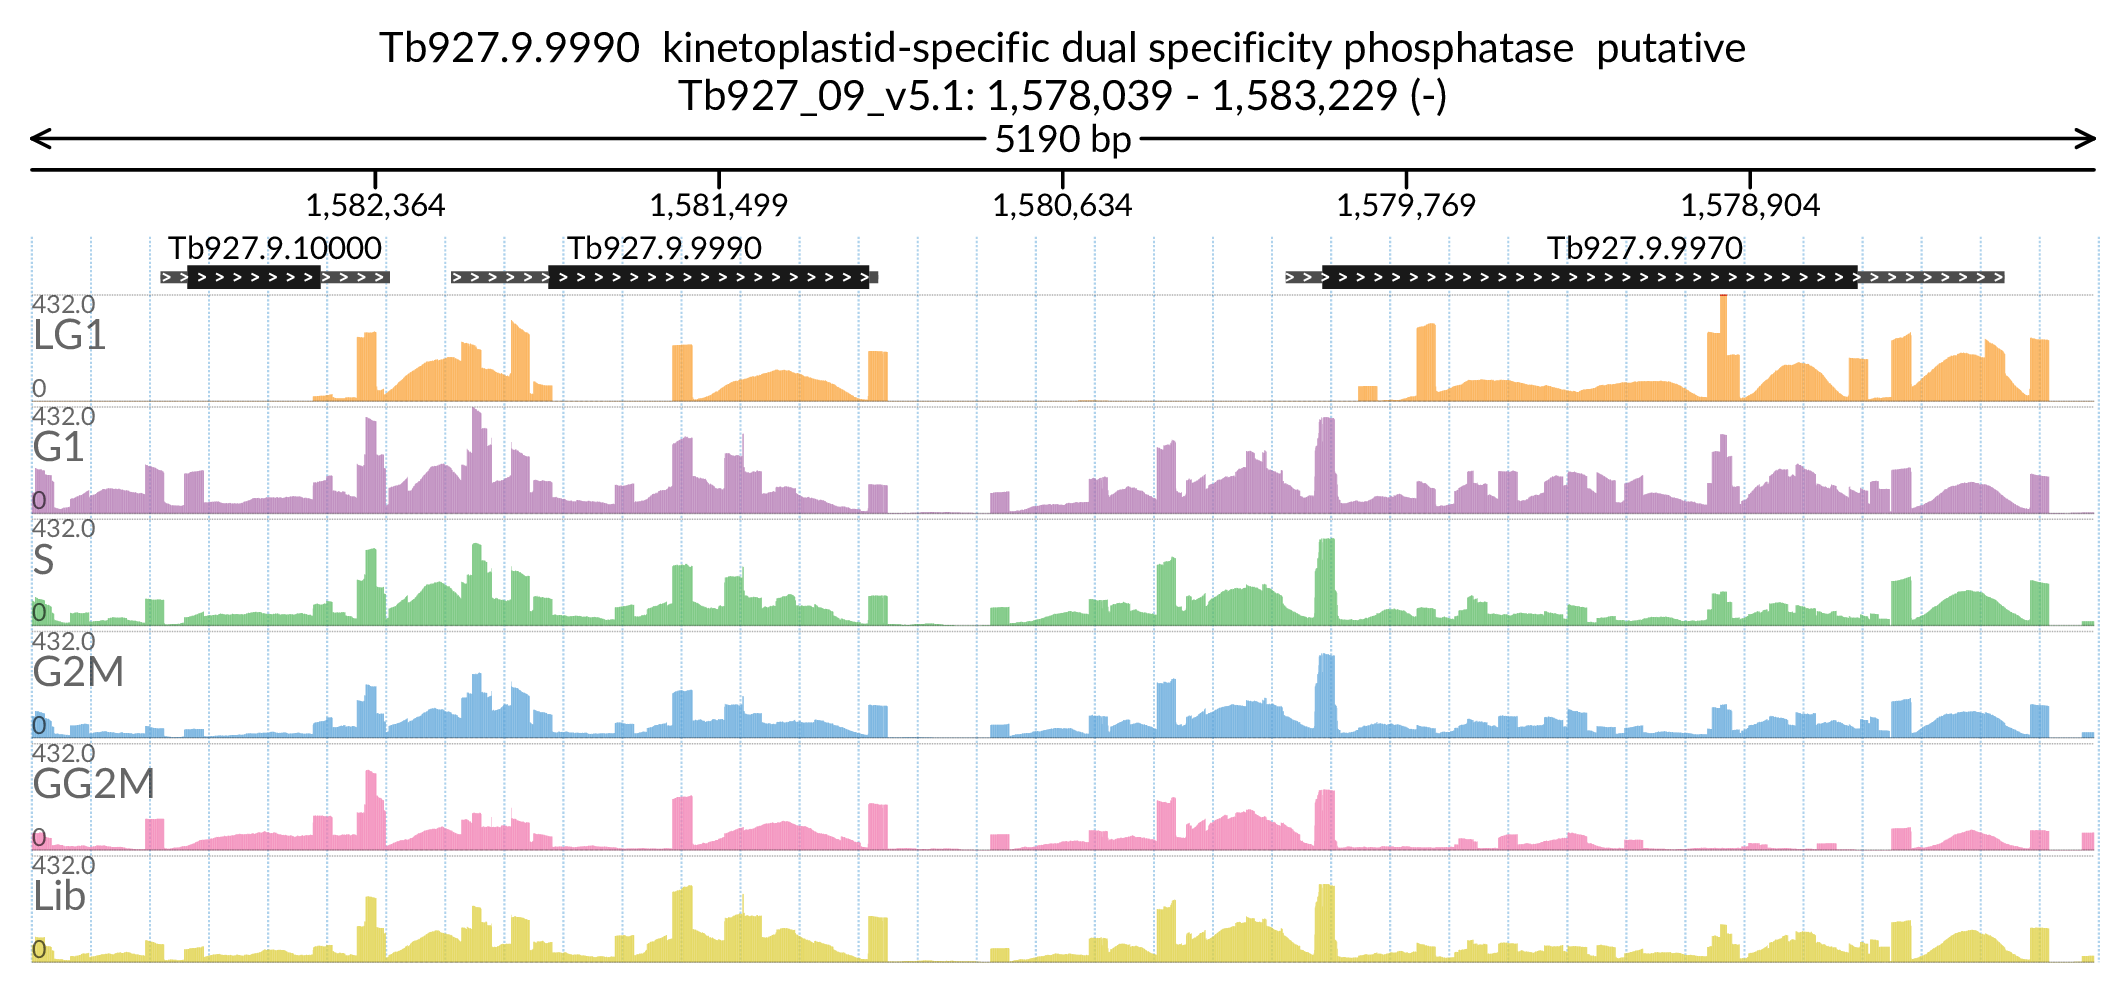 Tb927.9.9990 kinetoplastid-specific dual specificity phosphatase putative
Tb927_09_v5.1: 1,578,039 - 1,583,229 (-)
5190 bp
1,582,364 1,581,499 1,580,634 1,579,769 1,578,904
Tb927.9.10000 Tb927.9.9990 Tb927.9.9970
432.0
LG1
0
432.0
G1
0
432.0
S
0
432.0
G2M
0
432.0
GG2M
0
432.0
Lib
0